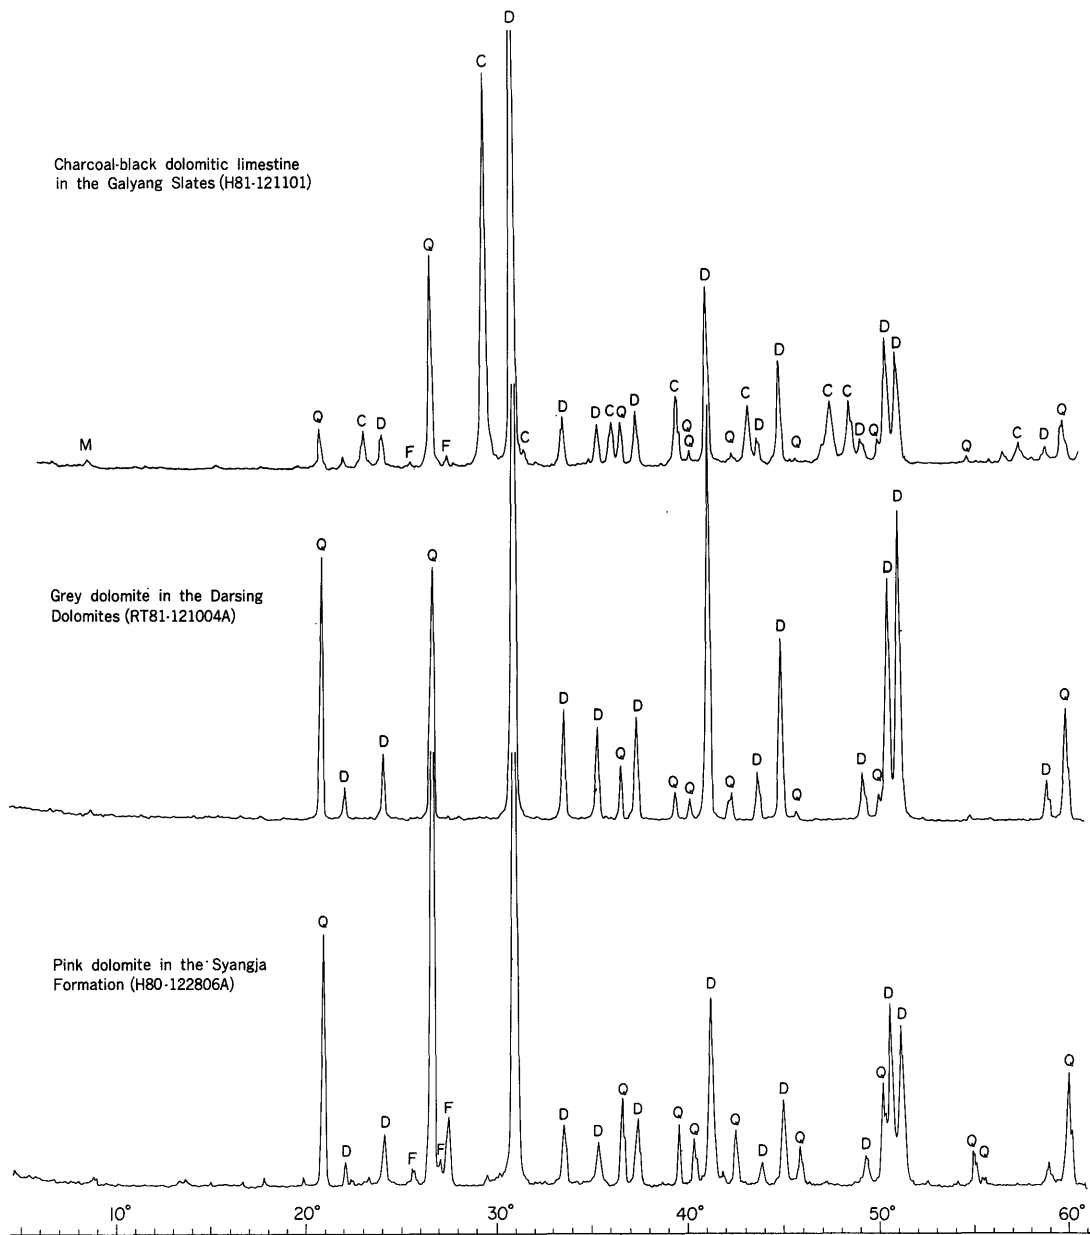 Charcoal-black dolomitic limestine
in the Galyang Slates (H81-121101)
M Q C D F Q F C D C D D C Q D C Q Q D Q C D D Q C C D Q D D Q C D Q
Grey dolomite in the Darsing
Dolomites (RT81-121004A)
Q D D Q D D Q D Q Q Q D D Q D Q D D D Q
Pink dolomite in the Syangja
Formation (H80-122806A)
Q D D F F F D D Q D Q Q D Q D D Q D Q D D Q Q Q
10° 20° 30° 40° 50° 60°